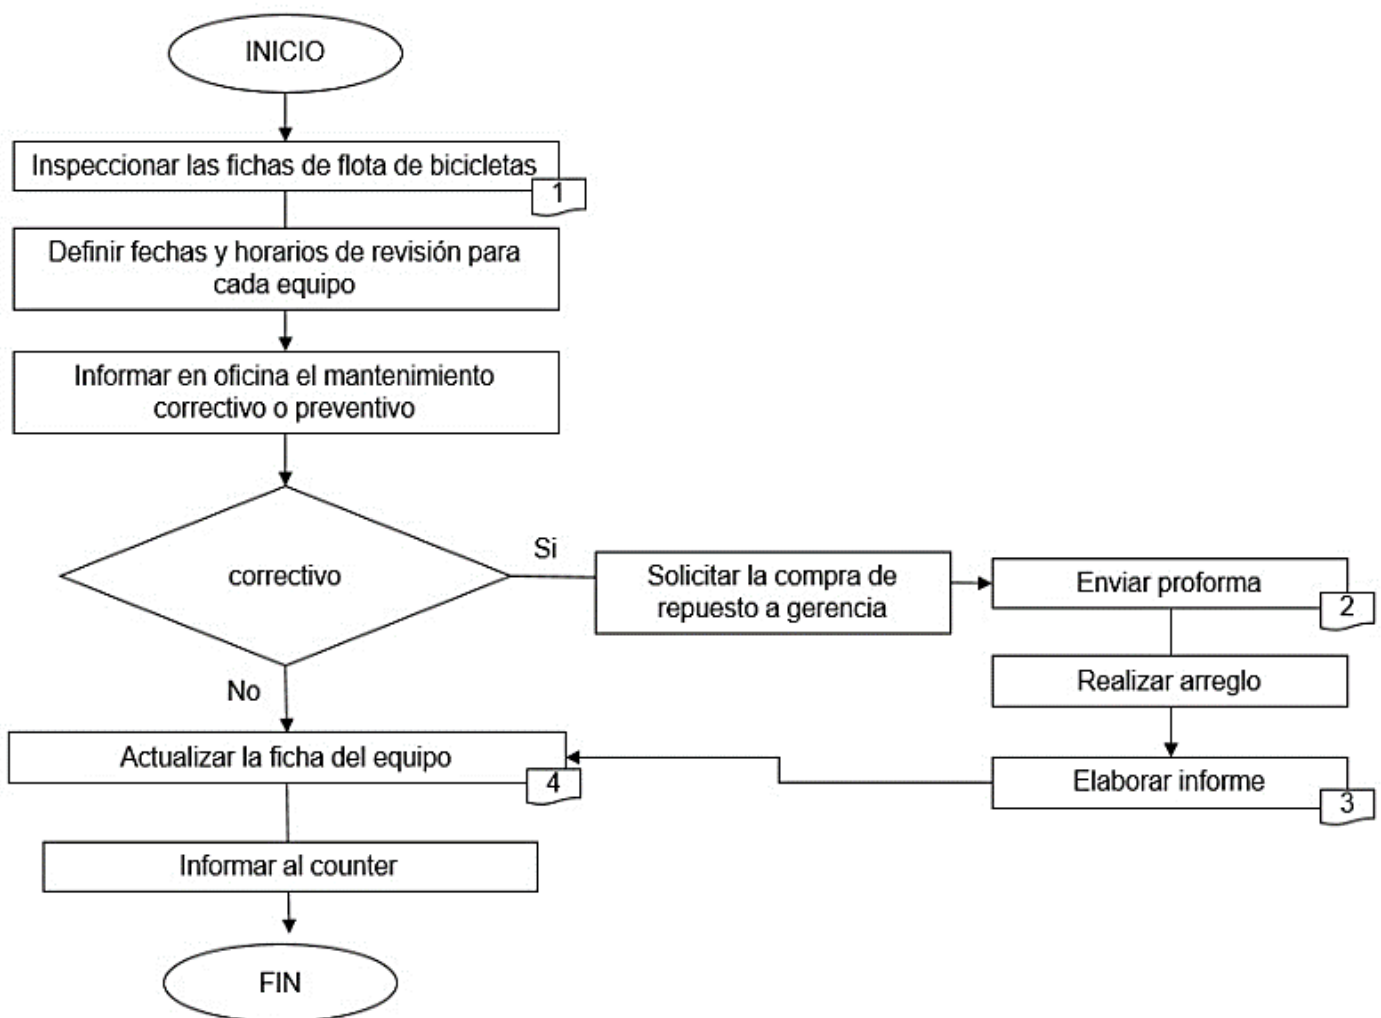 INICIO
Inspeccionar las fichas de flota de bicicletas
1
Definir fechas y horarios de revisión para
cada equipo
Informar en oficina el mantenimiento
correctivo o preventivo
correctivo
Si
Solicitar la compra de
repuesto a gerencia
Enviar proforma
2
Realizar arreglo
Elaborar informe
3
No
Actualizar la ficha del equipo
4
Informar al counter
FIN